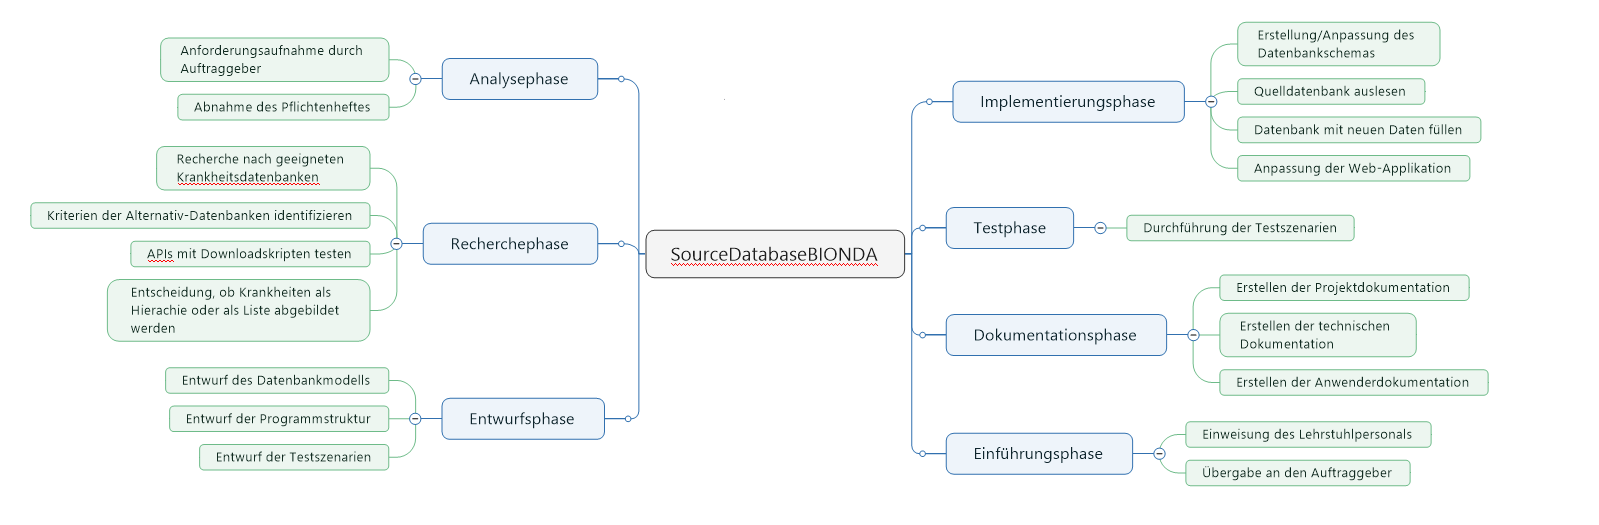 Anforderungsaufnahme durch
Auftraggeber
Abnahme des Pflichtenheftes
Analysephase
Recherche nach geeigneten
Krankheitsdatenbanken
Kriterien der Alternativ-Datenbanken identifizieren
APIs mit Downloadskripten testen
Entscheidung, ob Krankheiten als
Hierachie oder als Liste abgebildet
werden
Recherchephase
Entwurf des Datenbankmodells
Entwurf der Programmstruktur
Entwurf der Testszenarien
Entwurfsphase
SourceDatabaseBIONDA
Implementierungsphase
Erstellung/Anpassung des
Datenbankschemas
Quelldatenbank auslesen
Datenbank mit neuen Daten füllen
Anpassung der Web-Applikation
Testphase
Durchführung der Testszenarien
Dokumentationsphase
Erstellen der Projektdokumentation
Erstellen der technischen
Dokumentation
Erstellen der Anwenderdokumentation
Einführungsphase
Einweisung des Lehrstuhlpersonals
Übergabe an den Auftraggeber